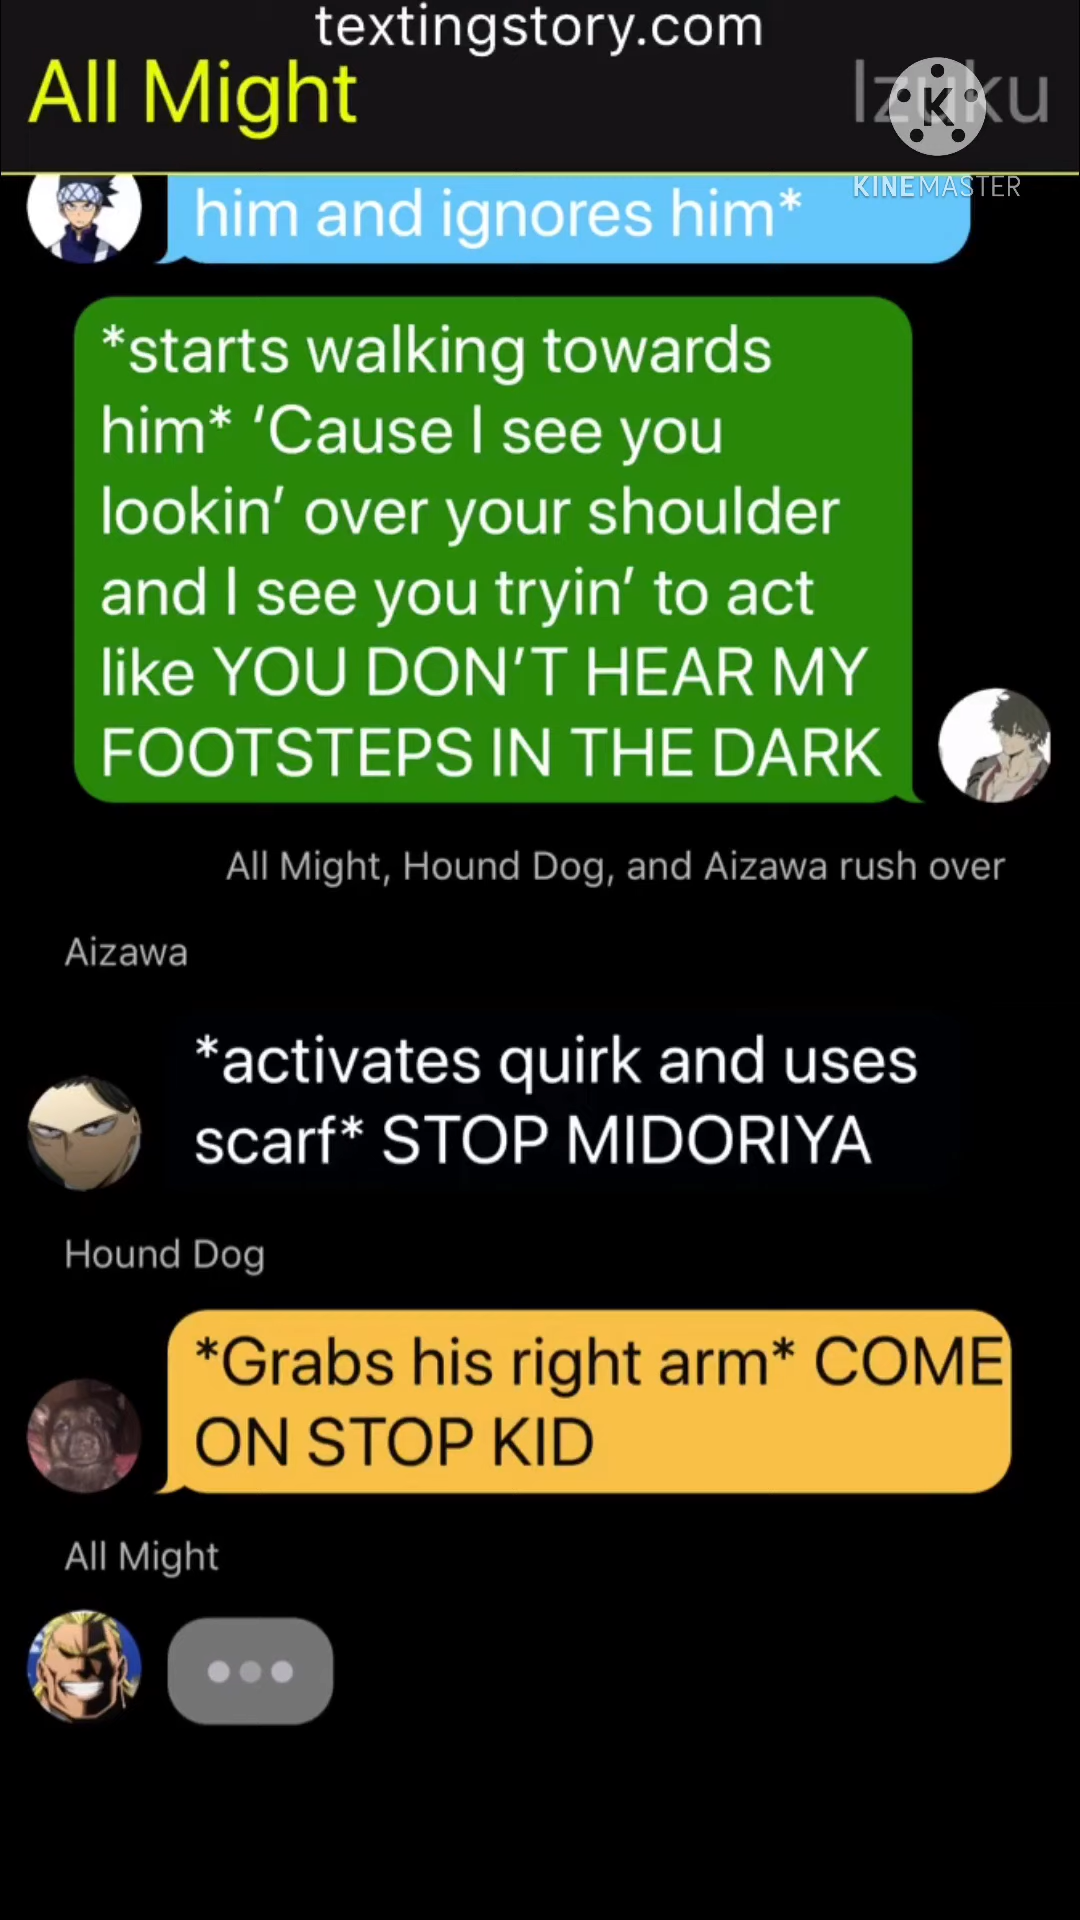 textingstory.com
All Might
Izuku
K
KINEMASTER
him and ignores him*
*starts walking towards
him* ‘Cause I see you
lookin’ over your shoulder
and I see you tryin’ to act
like YOU DON’T HEAR MY
FOOTSTEPS IN THE DARK
All Might, Hound Dog, and Aizawa rush over
Aizawa
*activates quirk and uses
scarf* STOP MIDORIYA
Hound Dog
*Grabs his right arm* COME
ON STOP KID
All Might